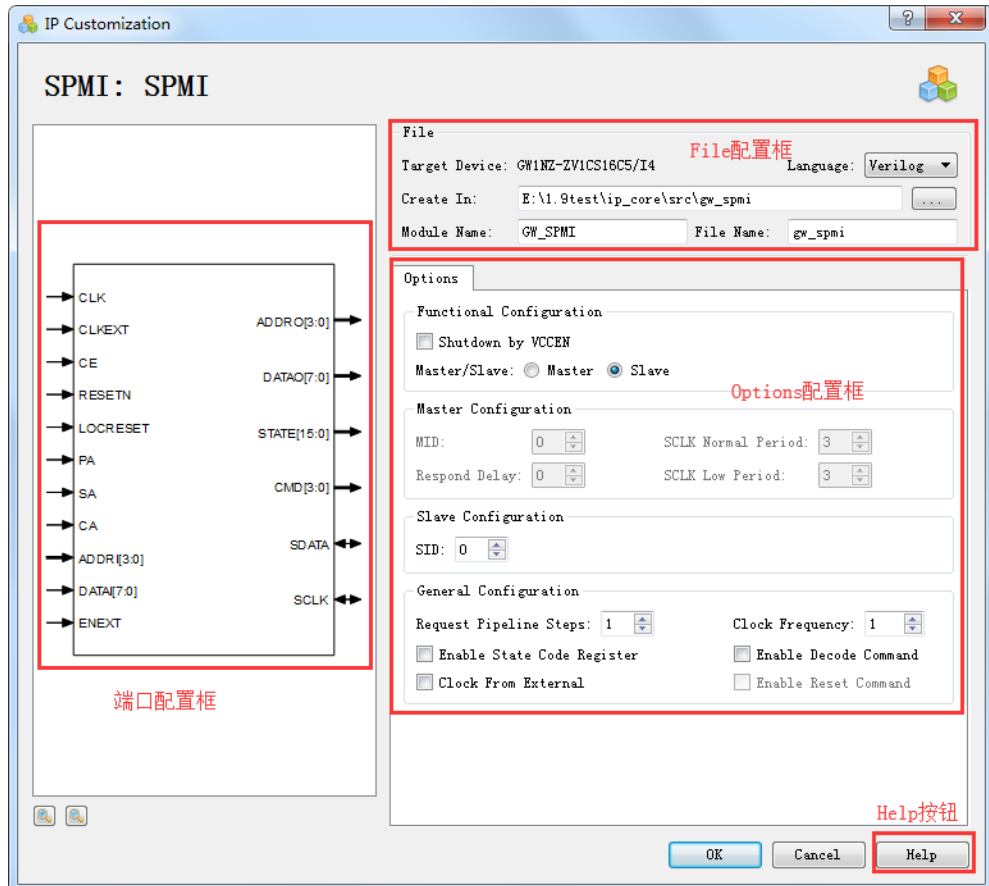 IP Customization
SPMI: SPMI
File
File配置框
Target Device: GW1NZ-ZV1CS16C5/I4
Language: Verilog
Create In: E:\1.9test\ip_core\src\gw_spmi
...
Module Name: GW_SPMI
File Name: gw_spmi
CLK
CLKEXT
CE
RESETN
LOCRESET
PA
SA
CA
ADDRI[3:0]
DATAI[7:0]
ENEXT
ADDRO[3:0]
DATAO[7:0]
STATE[15:0]
CMD[3:0]
SDATA
SCLK
端口配置框
Options
Functional Configuration
Shutdown by VCCEN
Master/Slave: Master Slave
Options配置框
Master Configuration
MID: 0 SCLK Normal Period: 3
Respond Delay: 0 SCLK Low Period: 3
Slave Configuration
SID: 0
General Configuration
Request Pipeline Steps: 1 Clock Frequency: 1
Enable State Code Register Enable Decode Command
Clock From External Enable Reset Command
Help按钮
OK Cancel Help